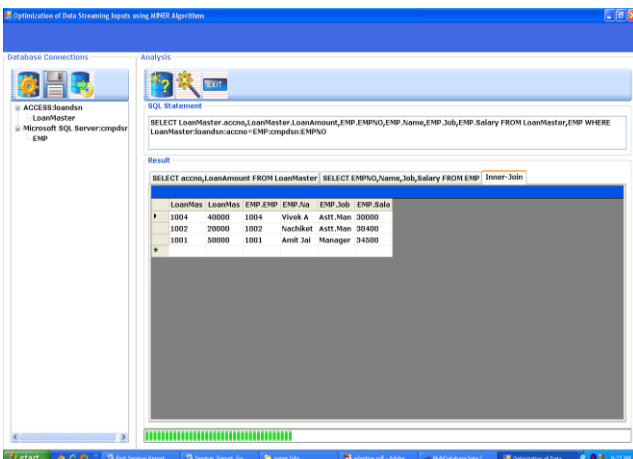 Optimization of Data Streaming Inputs using MINER Algorithms
Database Connections
ACCESS:loandsn
LoanMaster
Microsoft SQL Server:cmpdsr
EMP
Analysis
EXIT
SQL Statement
SELECT LoanMaster.accno,LoanMaster.LoanAmount,EMP.EMPNO,EMP.Name,EMP.Job,EMP.Salary FROM LoanMaster,EMP WHERE
LoanMaster:loandsn:accno=EMP:cmpdsn:EMPNO
Result
SELECT accno,LoanAmount FROM LoanMaster SELECT EMPNO,Name,Job,Salary FROM EMP Inner-Join
LoanMas LoanMas EMP.EMP EMP.Na EMP.Job EMP.Sala
1004 40000 1004 Vivek A Astt.Man 30000
1002 20000 1002 Nachiket Astt.Man 30400
1001 50000 1001 Amit Jai Manager 34500
start